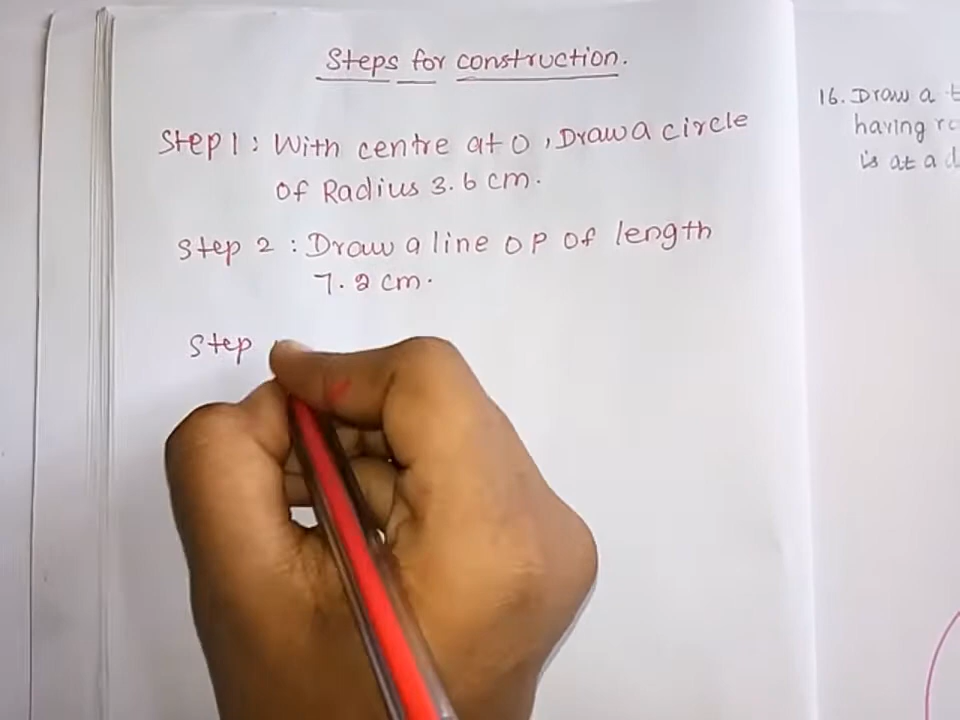 Steps for construction.
Step 1 : With centre at O, Draw a circle
of Radius 3.6 cm.
Step 2 : Draw a line OP of length
7.2 cm.
Step
16. Draw a
having
is at a